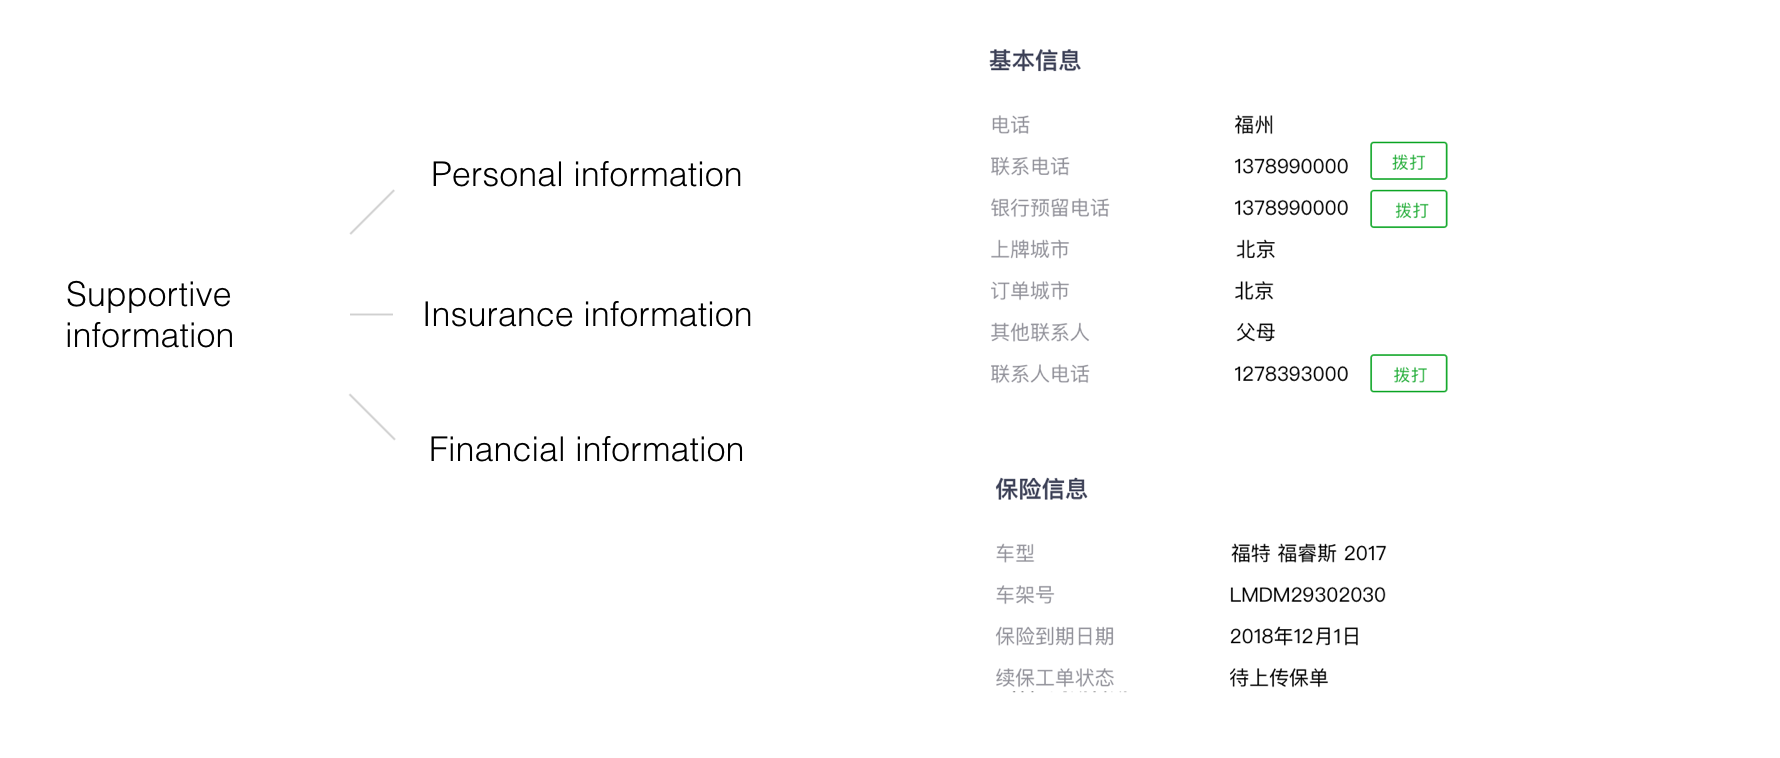 Supportive
information
Personal information
Insurance information
Financial information
基本信息
电话 福州
联系电话 1378990000 拨打
银行预留电话 1378990000 拨打
上牌城市 北京
订单城市 北京
其他联系人 父母
联系人电话 1278393000 拨打
保险信息
车型 福特 福睿斯 2017
车架号 LMDM29302030
保险到期日期 2018年12月1日
续保工单状态 待上传保单